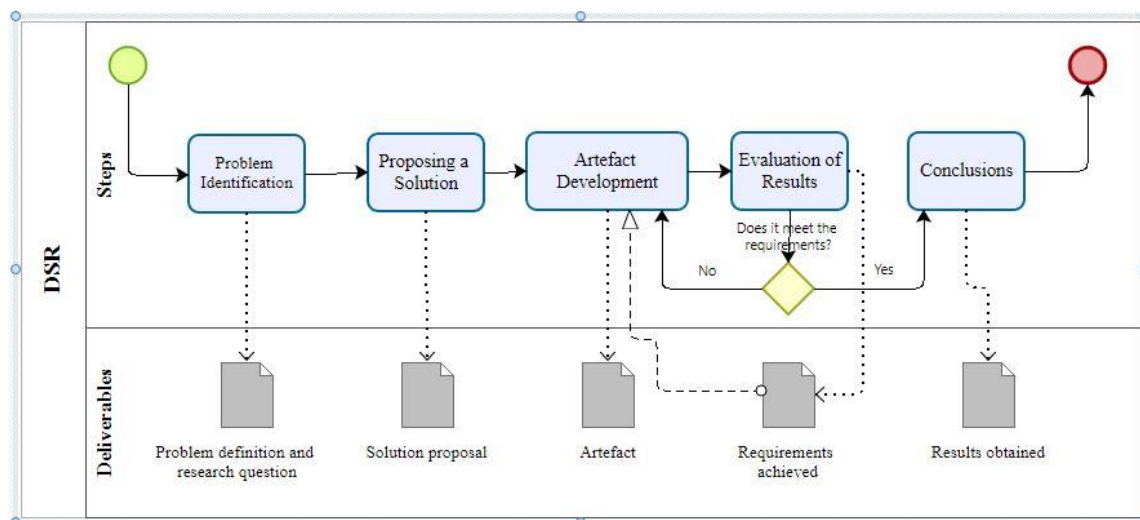 DSR
Steps
Problem
Identification
Proposing a
Solution
Artefact
Development
Evaluation of
Results
Conclusions
Does it meet the
requirements?
No
Yes
Deliverables
Problem definition and
research question
Solution proposal
Artefact
Requirements
achieved
Results obtained